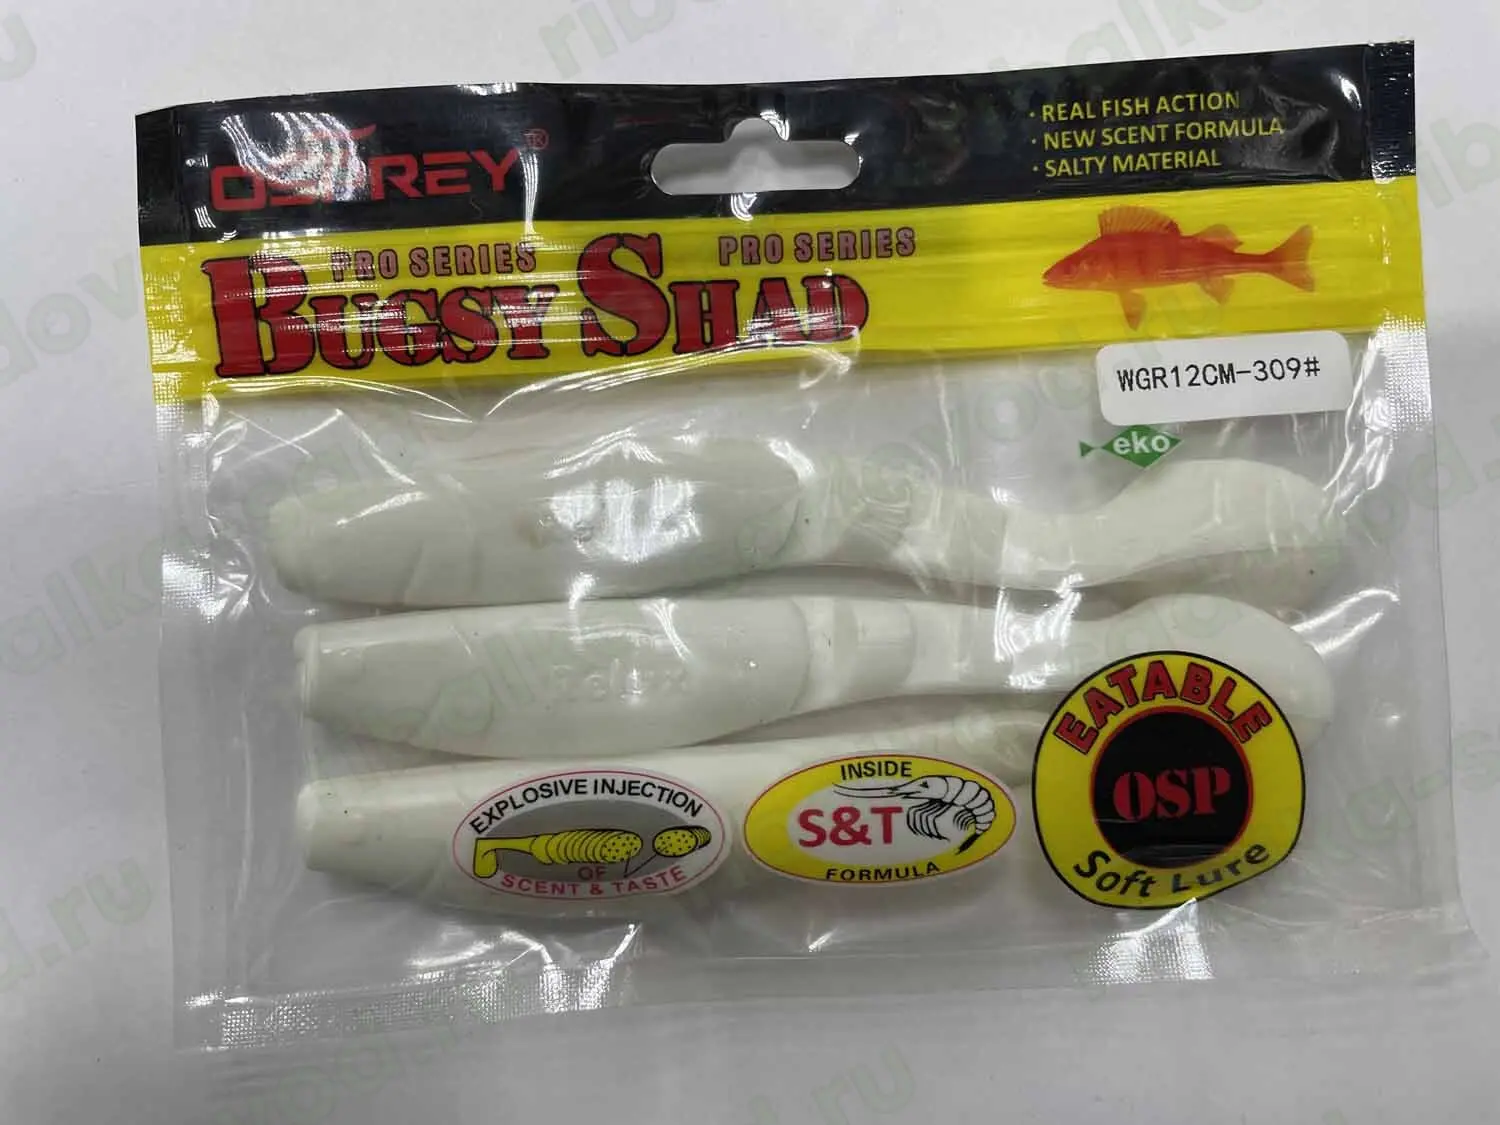 OSPREY®
· REAL FISH ACTION
· NEW SCENT FORMULA
· SALTY MATERIAL
PRO SERIES PRO SERIES
BUGSY SHAD
WGR12CM-309#
eko
Relax
EATABLE
OSP
Soft Lure
EXPLOSIVE INJECTION
OF
SCENT & TASTE
INSIDE
S&T
FORMULA